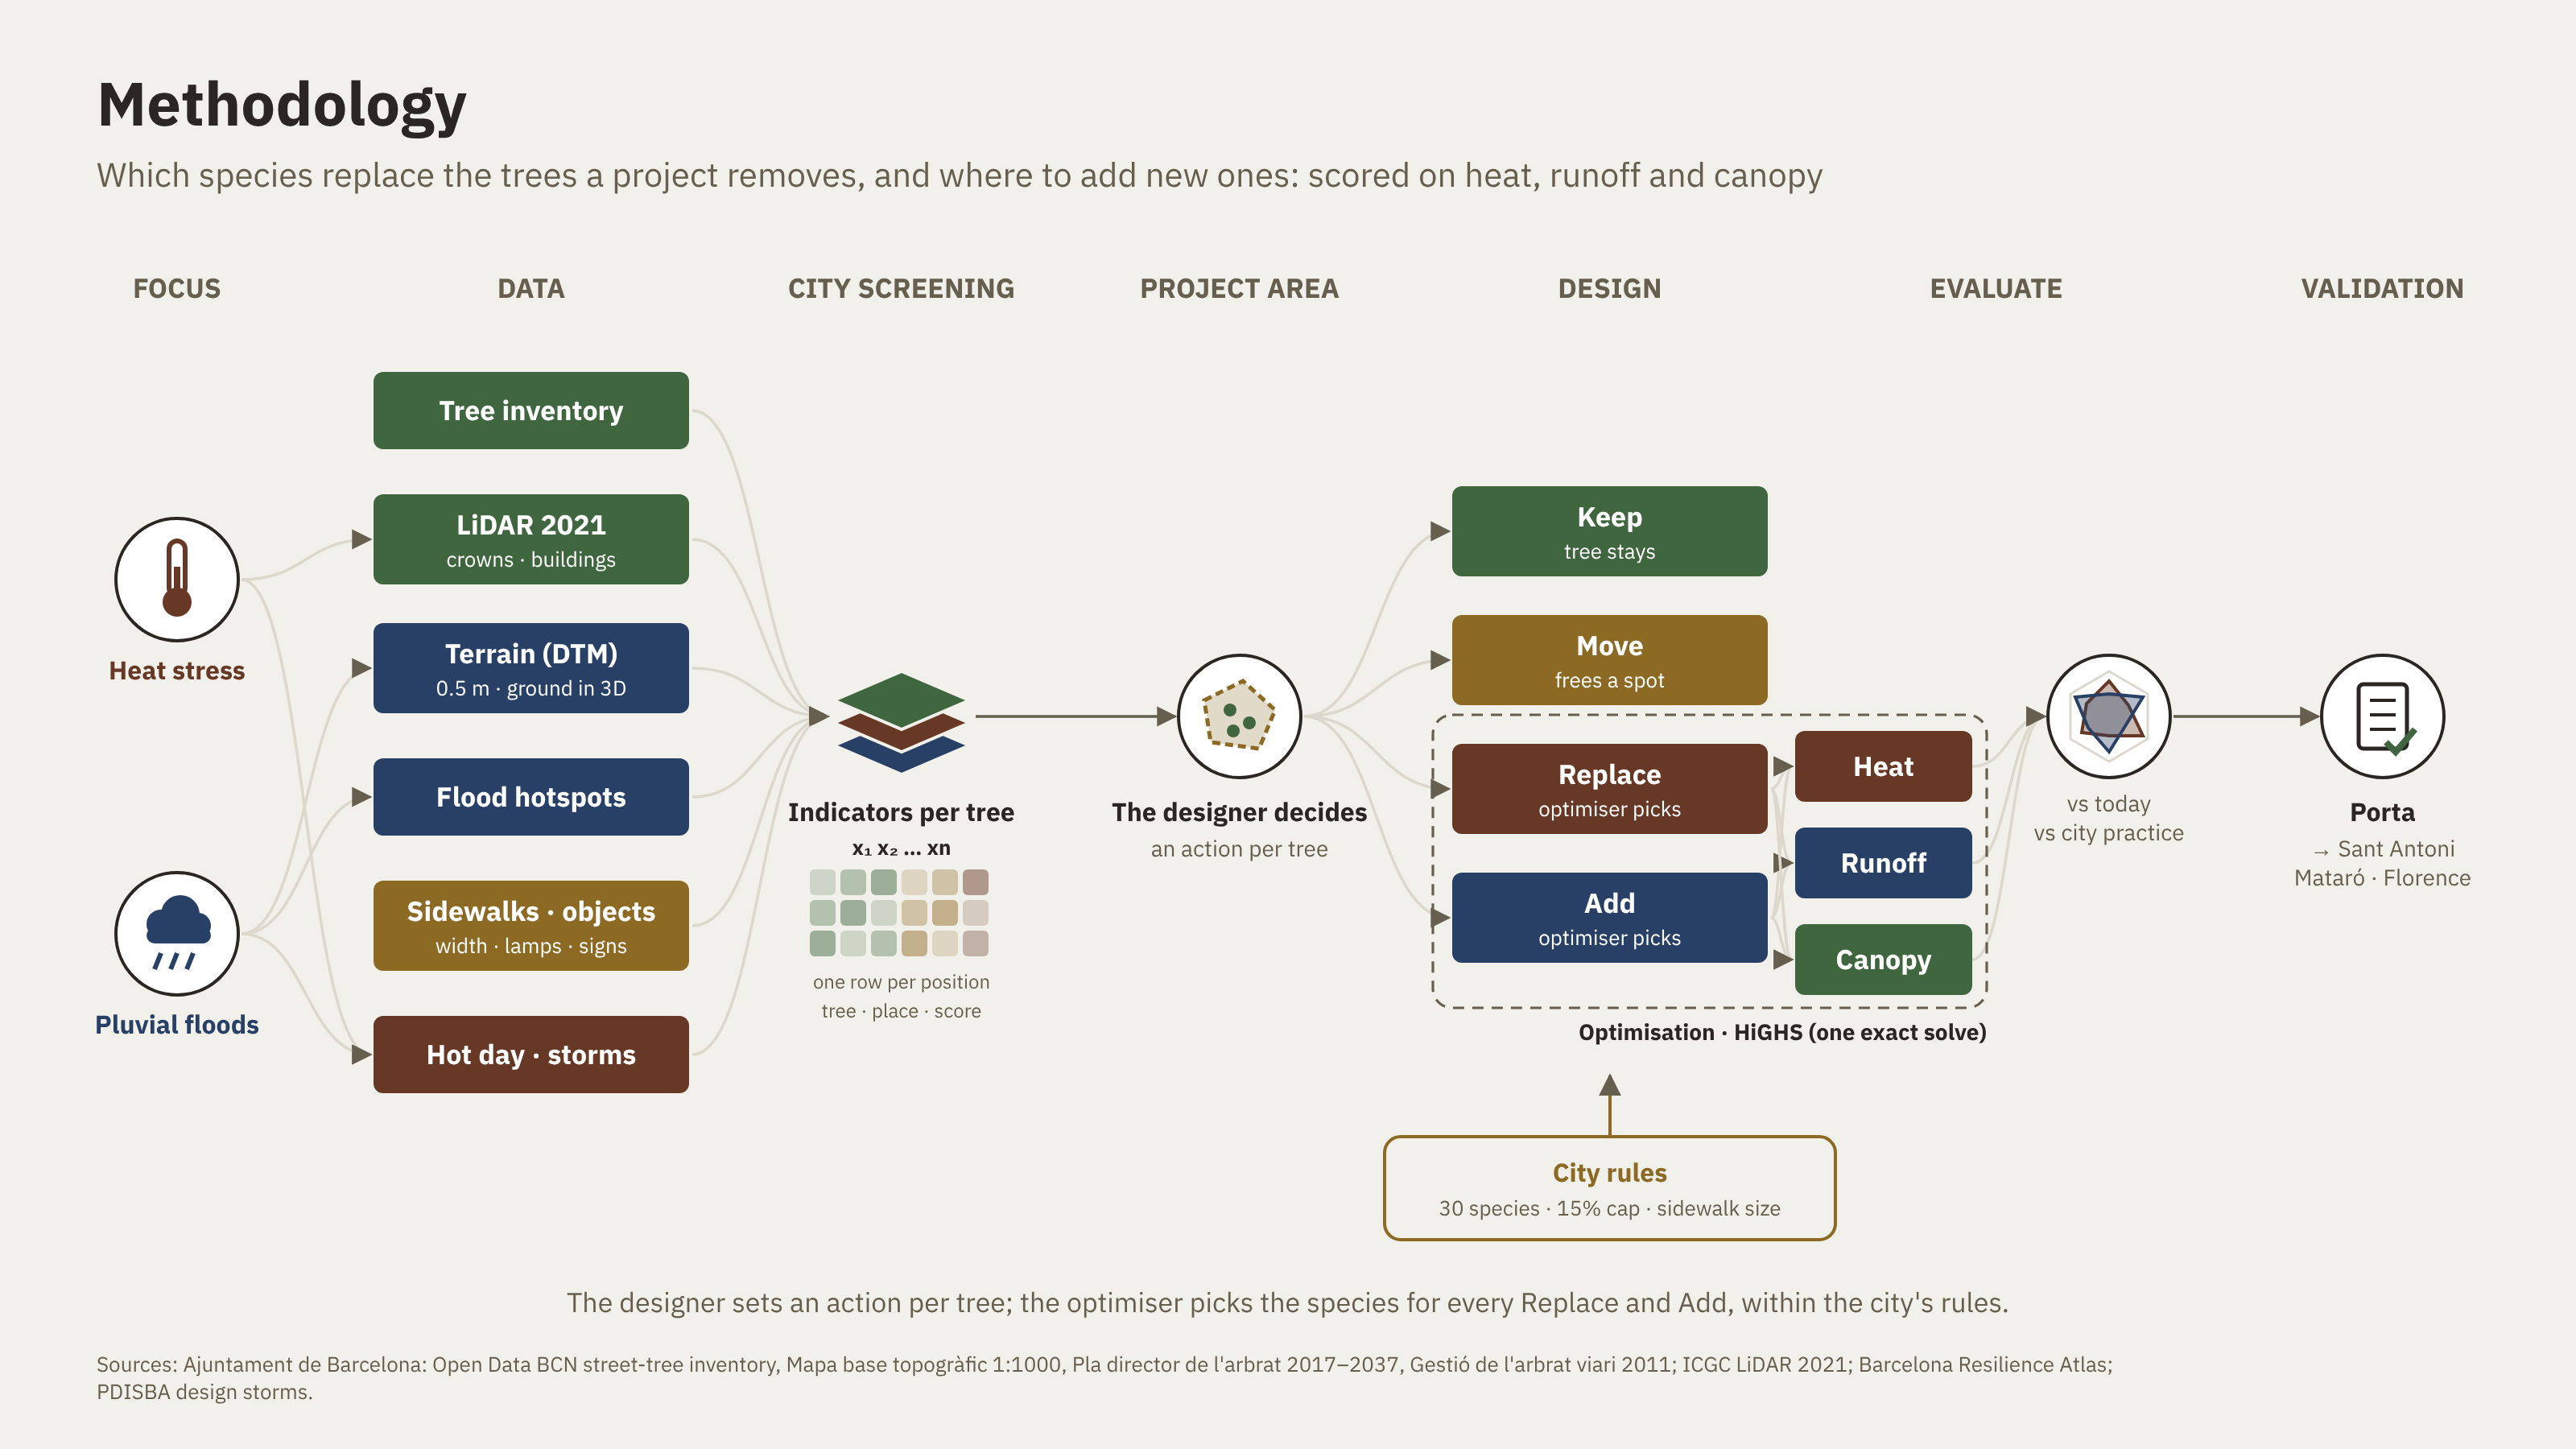 Methodology
Which species replace the trees a project removes, and where to add new ones: scored on heat, runoff and canopy
FOCUS
DATA
CITY SCREENING
PROJECT AREA
DESIGN
EVALUATE
VALIDATION
Heat stress
Pluvial floods
Tree inventory
LiDAR 2021
crowns · buildings
Terrain (DTM)
0.5 m · ground in 3D
Flood hotspots
Sidewalks · objects
width · lamps · signs
Hot day · storms
Indicators per tree
x₁ x₂ … xn
one row per position
tree · place · score
The designer decides
an action per tree
Keep
tree stays
Move
frees a spot
Replace
optimiser picks
Add
optimiser picks
Heat
Runoff
Canopy
Optimisation · HiGHS (one exact solve)
City rules
30 species · 15% cap · sidewalk size
vs today
vs city practice
Porta
→ Sant Antoni
Mataró · Florence
The designer sets an action per tree; the optimiser picks the species for every Replace and Add, within the city's rules.
Sources: Ajuntament de Barcelona: Open Data BCN street-tree inventory, Mapa base topogràfic 1:1000, Pla director de l'arbrat 2017–2037, Gestió de l'arbrat viari 2011; ICGC LiDAR 2021; Barcelona Resilience Atlas;
PDISBA design storms.